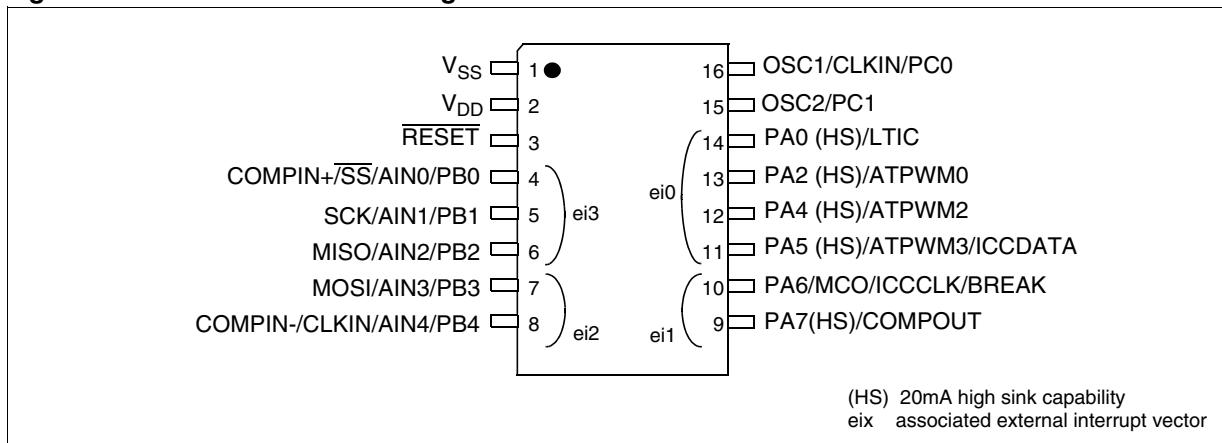 V_SS 1 16 OSC1/CLKIN/PC0
V_DD 2 15 OSC2/PC1
RESET 3 14 PA0 (HS)/LTIC
COMPIN+/SS/AIN0/PB0 4 13 PA2 (HS)/ATPWM0
ei3 ei0
SCK/AIN1/PB1 5 12 PA4 (HS)/ATPWM2
MISO/AIN2/PB2 6 11 PA5 (HS)/ATPWM3/ICCDATA
MOSI/AIN3/PB3 7 10 PA6/MCO/ICCCLK/BREAK
COMPIN-/CLKIN/AIN4/PB4 8 9 PA7(HS)/COMPOUT
ei2 ei1
(HS) 20mA high sink capability
eix associated external interrupt vector